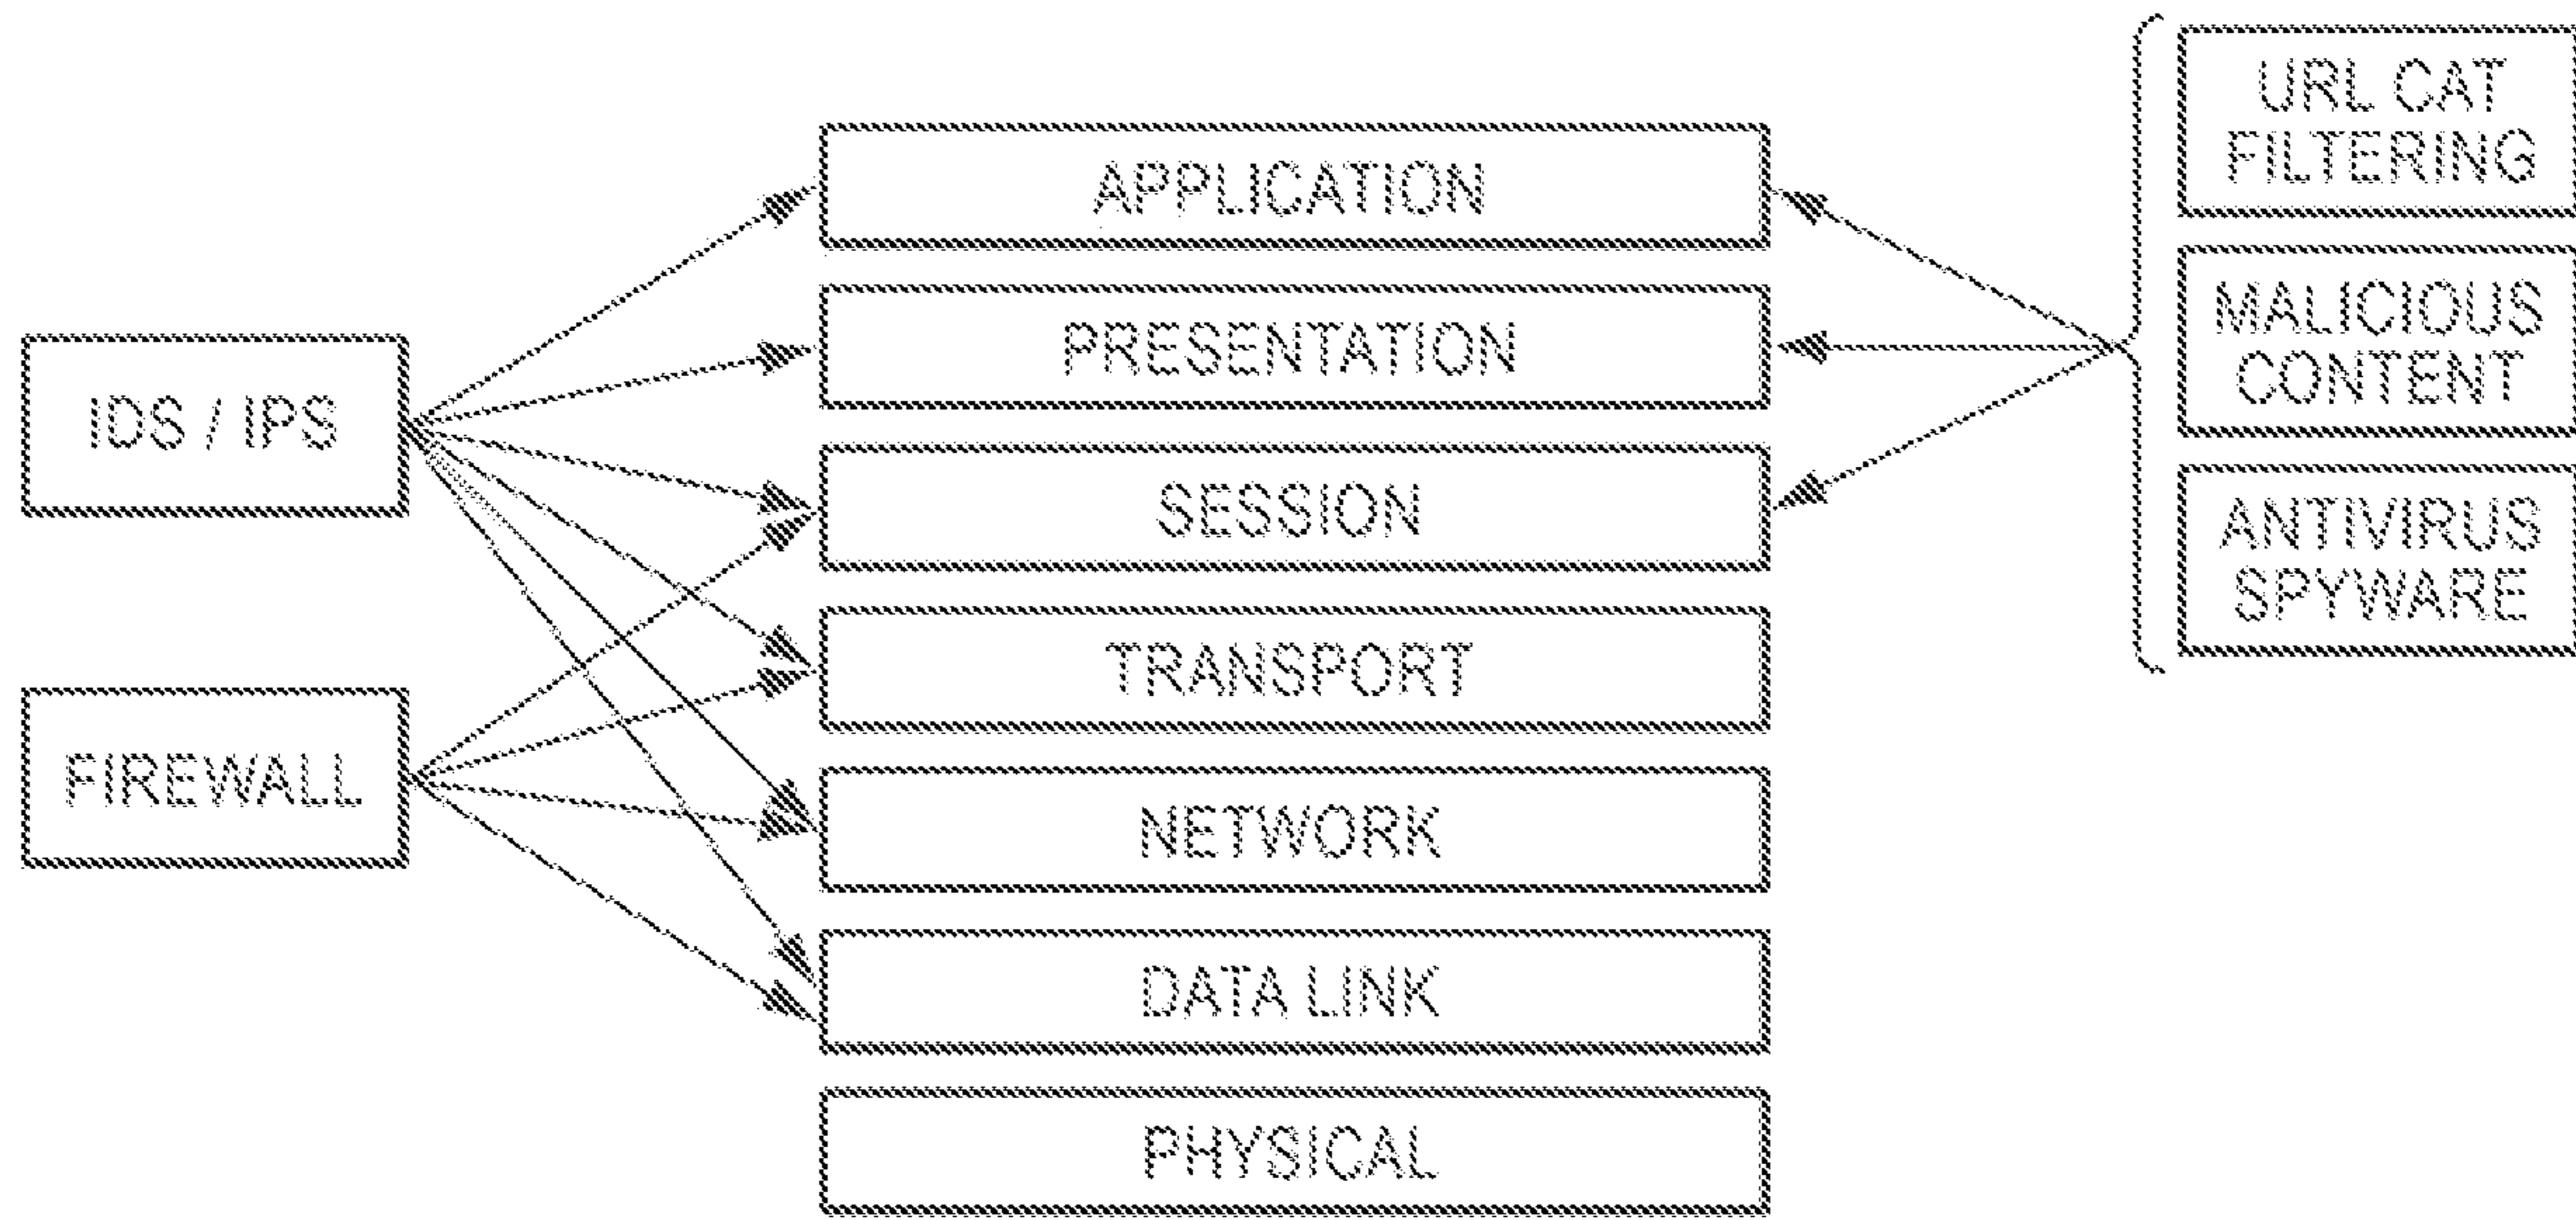 URL CAT
FILTERING
APPLICATION
MALICIOUS
CONTENT
PRESENTATION
IDS / IPS
SESSION
ANTIVIRUS
SPYWARE
TRANSPORT
FIREWALL
NETWORK
DATA LINK
PHYSICAL